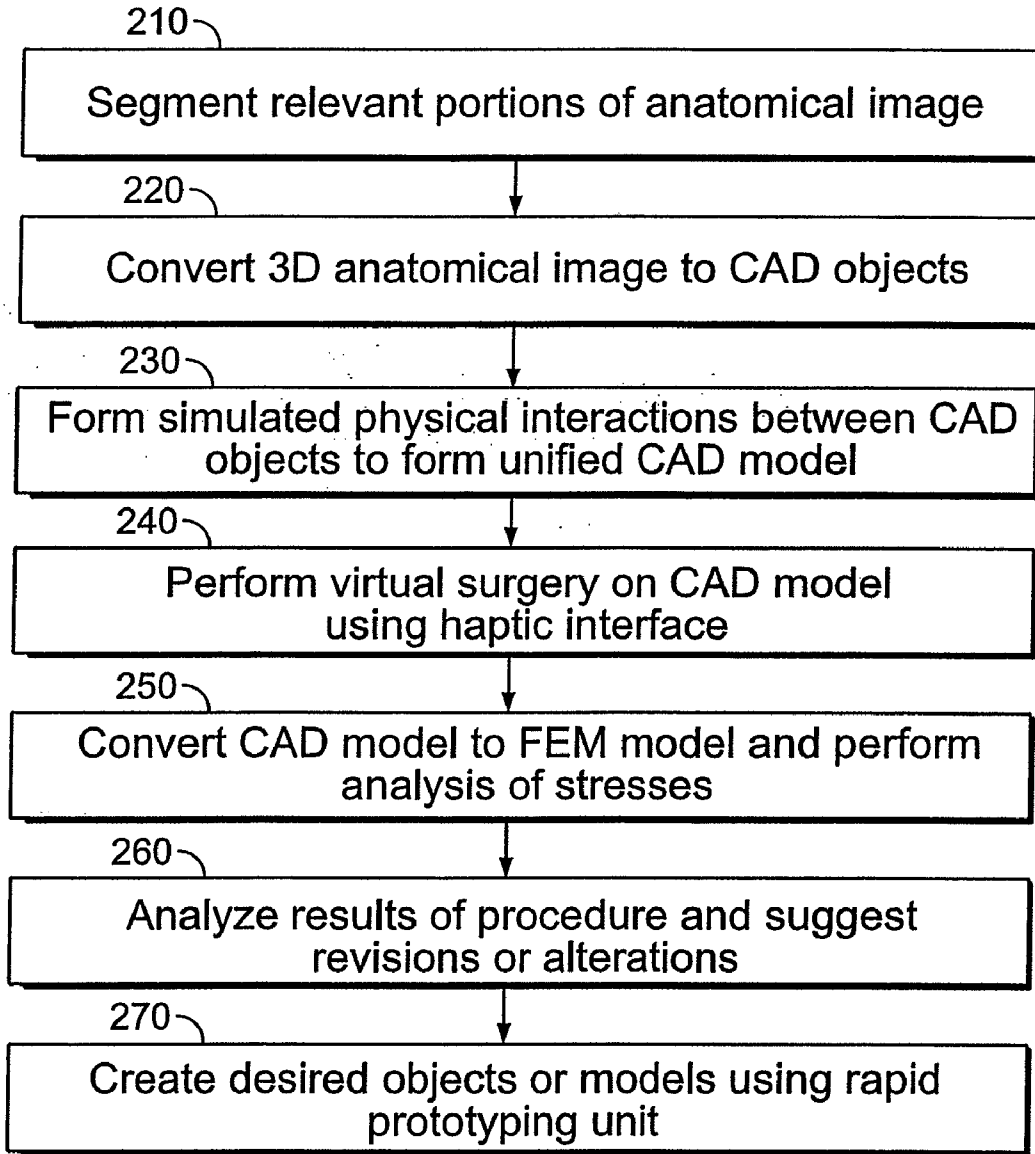 210
Segment relevant portions of anatomical image
220
Convert 3D anatomical image to CAD objects
230
Form simulated physical interactions between CAD
objects to form unified CAD model
240
Perform virtual surgery on CAD model
using haptic interface
250
Convert CAD model to FEM model and perform
analysis of stresses
260
Analyze results of procedure and suggest
revisions or alterations
270
Create desired objects or models using rapid
prototyping unit